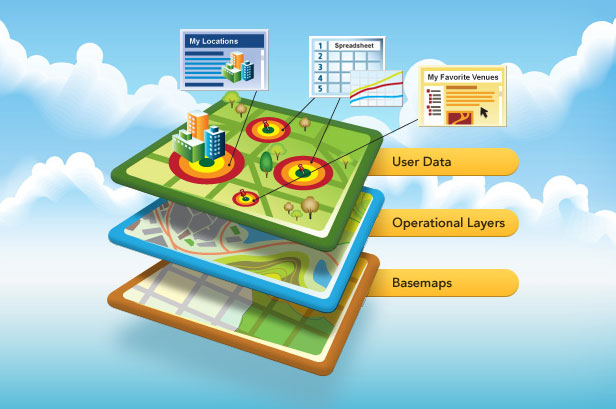 My Locations
Spreadsheet
1
2
3
4
5
My Favorite Venues
User Data
Operational Layers
Basemaps